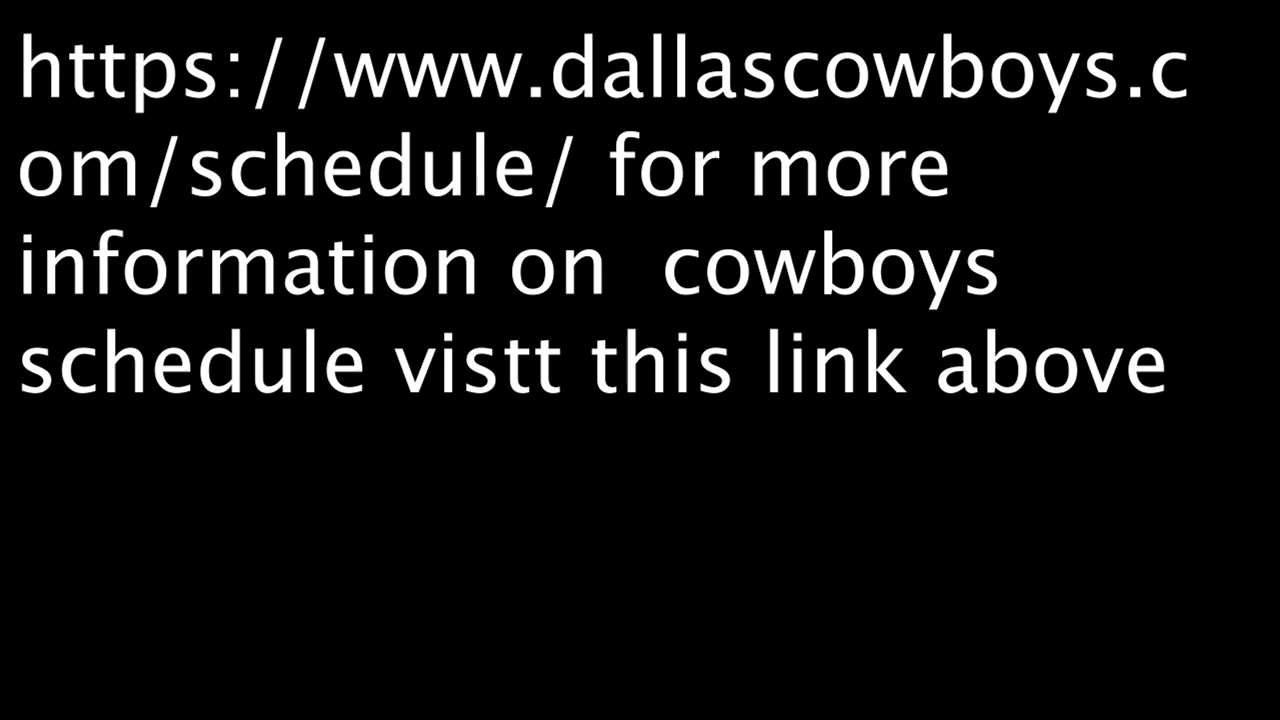 https://www.dallascowboys.c
om/schedule/ for more
information on  cowboys
schedule vistt this link above